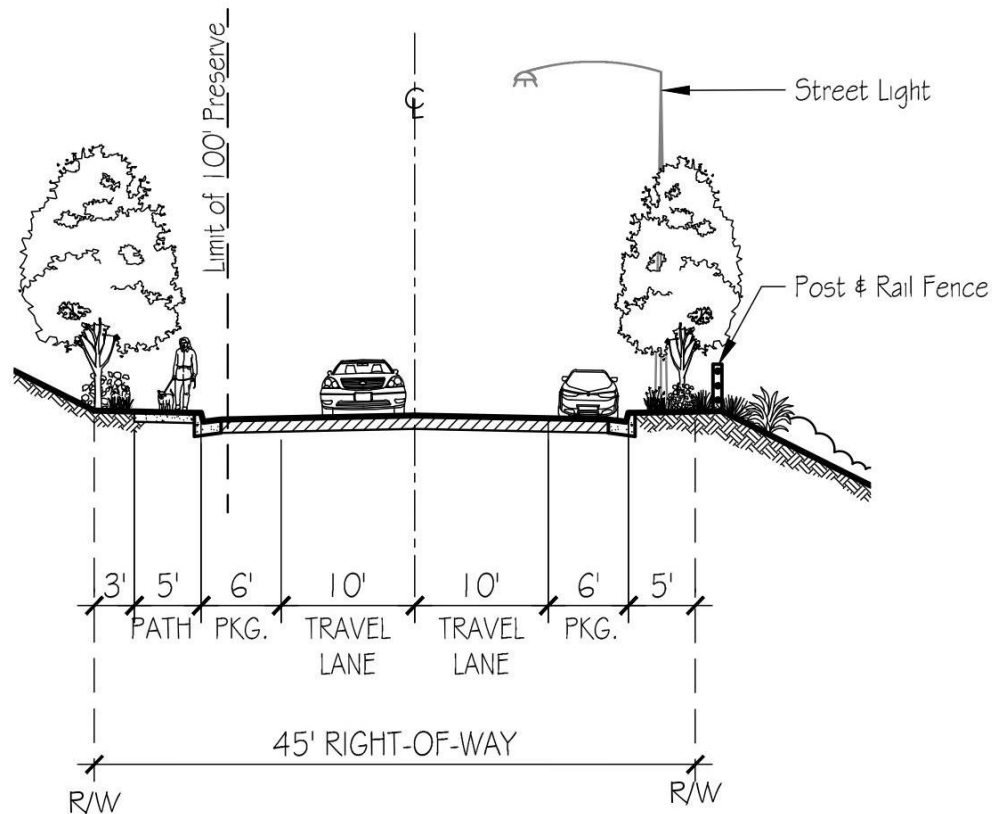 Limit of 100' Preserve
℄
Street Light
Post & Rail Fence
3' 5' 6' 10' 10' 6' 5'
PATH PKG. TRAVEL LANE TRAVEL LANE PKG.
45' RIGHT-OF-WAY
R/W R/W